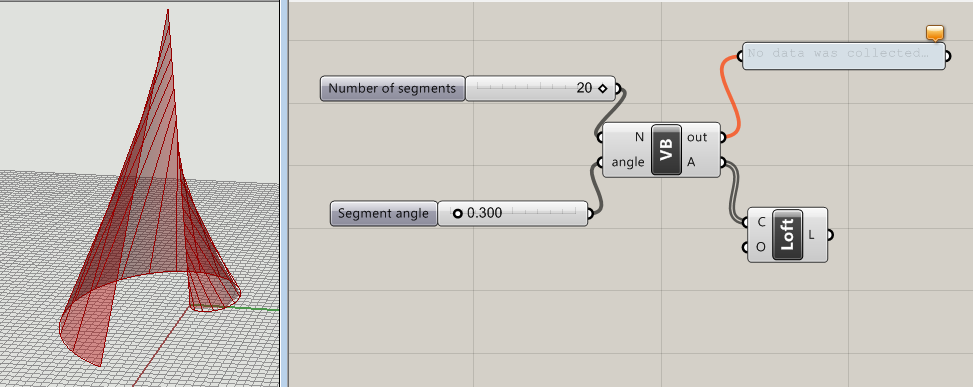 No data was collected…
Number of segments 20
N out
VB
angle A
Segment angle 0.300
C
Loft L
O